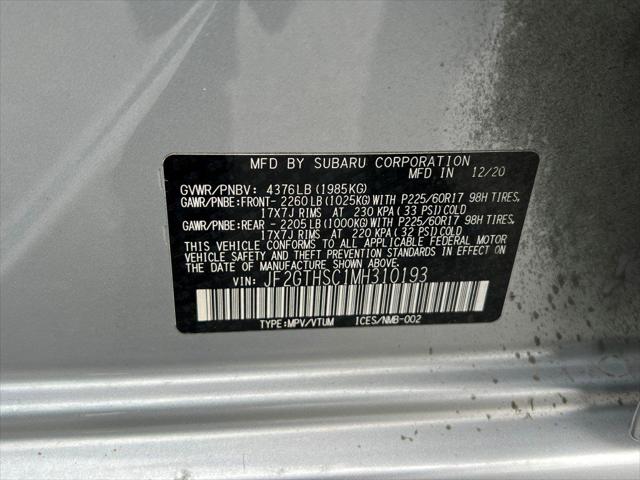 MFD BY SUBARU CORPORATION
MFD IN 12/20
GVWR/PNBV: 4376LB(1985KG)
GAWR/PNBE:FRONT- 2260LB(1025KG)WITH P225/60R17 98H TIRES,
17X7J RIMS AT 230 KPA(33 PSI)COLD
GAWR/PNBE:REAR - 2205LB(1000KG)WITH P225/60R17 98H TIRES,
17X7J RIMS AT 220 KPA(32 PSI)COLD
THIS VEHICLE CONFORMS TO ALL APPLICABLE FEDERAL MOTOR
VEHICLE SAFETY AND THEFT PREVENTION STANDARDS IN EFFECT ON
THE DATE OF MANUFACTURE SHOWN ABOVE.
VIN: JF2GTHSC1MH310193
TYPE:MPV/VTUM ICES/NMB-002